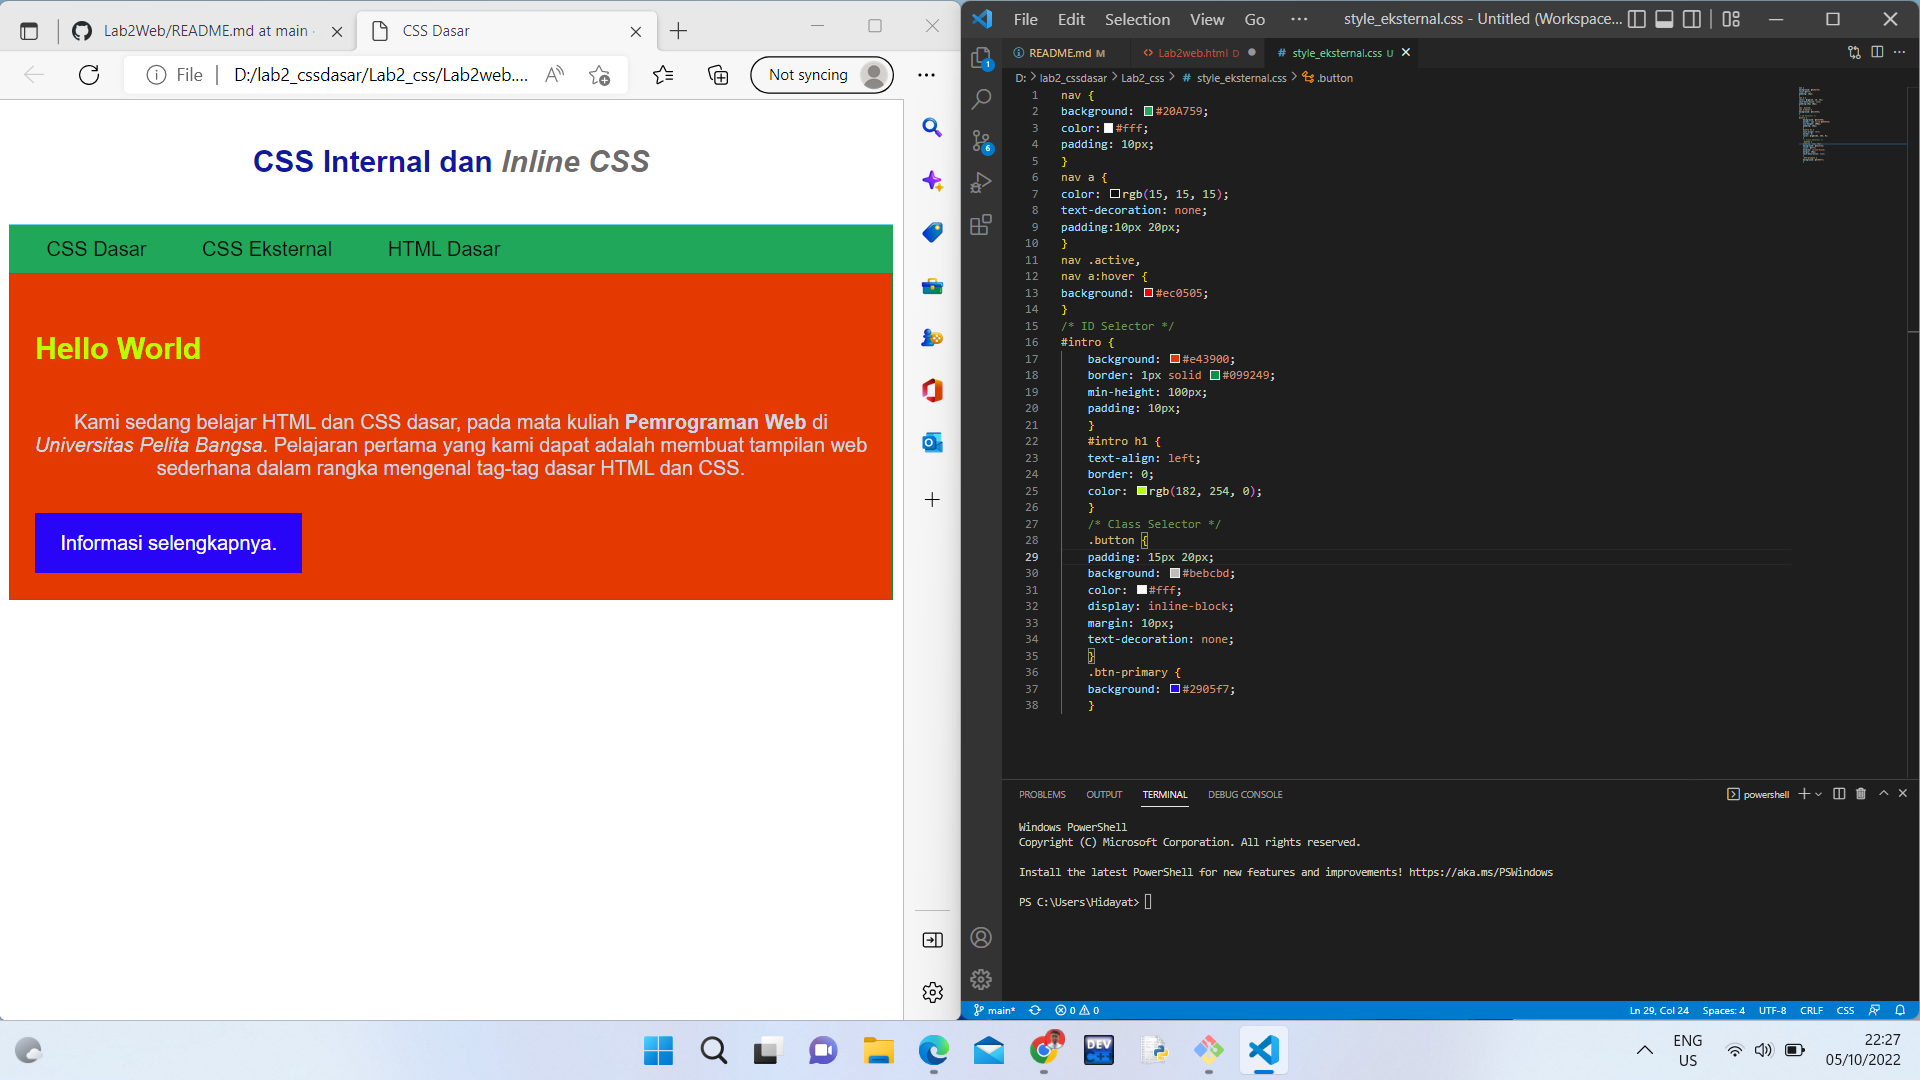 Lab2Web/README.md at main
CSS Dasar
File
D:/lab2_cssdasar/Lab2_css/Lab2web....
Not syncing
CSS Internal dan Inline CSS
CSS Dasar
CSS Eksternal
HTML Dasar
Hello World
Kami sedang belajar HTML dan CSS dasar, pada mata kuliah Pemrograman Web di
Universitas Pelita Bangsa. Pelajaran pertama yang kami dapat adalah membuat tampilan web
sederhana dalam rangka mengenal tag-tag dasar HTML dan CSS.
Informasi selengkapnya.
File Edit Selection View Go ··· style_eksternal.css - Untitled (Workspace...
README.md M
Lab2web.html D
# style_eksternal.css U
D: > lab2_cssdasar > Lab2_css > # style_eksternal.css > .button
1 nav {
2 background: #20A759;
3 color: #fff;
4 padding: 10px;
5 }
6 nav a {
7 color: rgb(15, 15, 15);
8 text-decoration: none;
9 padding:10px 20px;
10 }
11 nav .active,
12 nav a:hover {
13 background: #ec0505;
14 }
15 /* ID Selector */
16 #intro {
17 background: #e43900;
18 border: 1px solid #099249;
19 min-height: 100px;
20 padding: 10px;
21 }
22 #intro h1 {
23 text-align: left;
24 border: 0;
25 color: rgb(182, 254, 0);
26 }
27 /* Class Selector */
28 .button {
29 padding: 15px 20px;
30 background: #bebcbd;
31 color: #fff;
32 display: inline-block;
33 margin: 10px;
34 text-decoration: none;
35 }
36 .btn-primary {
37 background: #2905f7;
38 }
PROBLEMS OUTPUT TERMINAL DEBUG CONSOLE
powershell
Windows PowerShell
Copyright (C) Microsoft Corporation. All rights reserved.
Install the latest PowerShell for new features and improvements! https://aka.ms/PSWindows
PS C:\Users\Hidayat>
main* 0 0
Ln 29, Col 24 Spaces: 4 UTF-8 CRLF CSS
DEV
ENG
US
22:27
05/10/2022